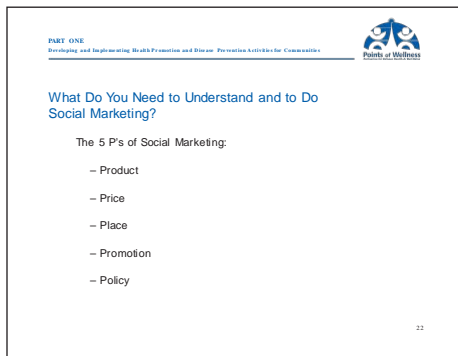 PART ONE
Developing and Implementing Health Promotion and Disease Prevention Activities for Communities
Points of Wellness
What Do You Need to Understand and to Do
Social Marketing?
The 5 P's of Social Marketing:
– Product
– Price
– Place
– Promotion
– Policy
22